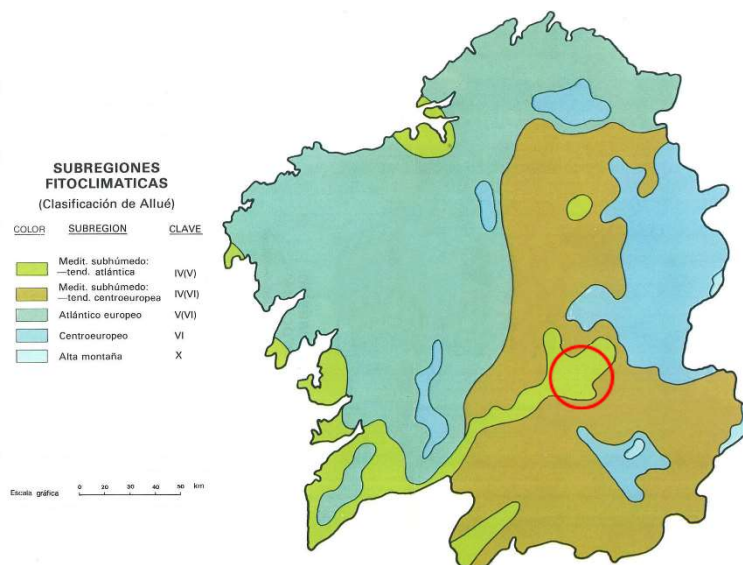 SUBREGIONES
FITOCLIMATICAS
(Clasificación de Allué)
COLOR SUBREGION CLAVE
Medit. subhúmedo:
—tend. atlántica IV(V)
Medit. subhúmedo:
—tend. centroeuropea IV(VI)
Atlántico europeo V(VI)
Centroeuropeo VI
Alta montaña X
Escala gráfica 0 10 20 30 40 50 km